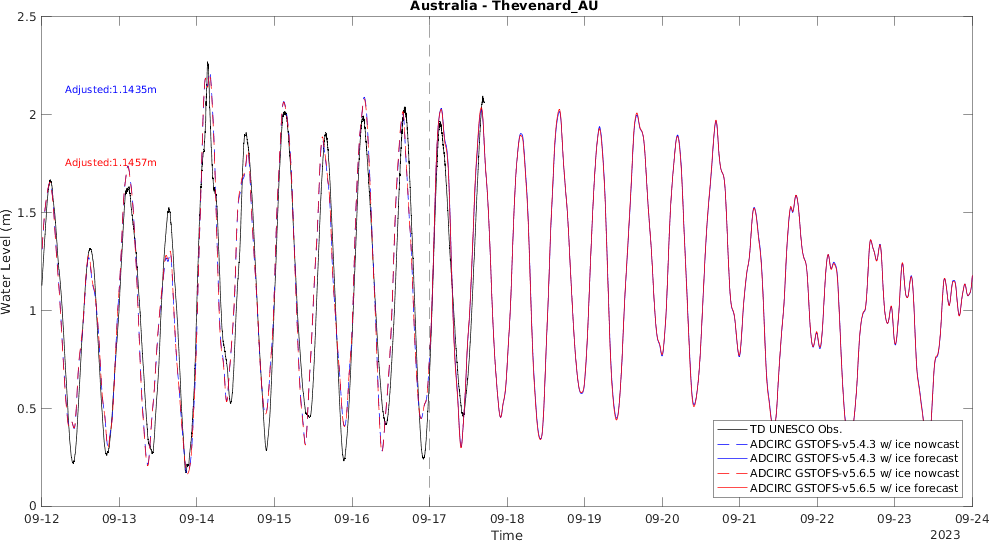 Australia - Thevenard_AU
2.5
Adjusted:1.1435m
2
Adjusted:1.1457m
1.5
Water Level (m)
1
0.5
0
TD UNESCO Obs.
ADCIRC GSTOFS-v5.4.3 w/ ice nowcast
ADCIRC GSTOFS-v5.4.3 w/ ice forecast
ADCIRC GSTOFS-v5.6.5 w/ ice nowcast
ADCIRC GSTOFS-v5.6.5 w/ ice forecast
09-12 09-13 09-14 09-15 09-16 09-17 09-18 09-19 09-20 09-21 09-22 09-23 09-24
Time
2023